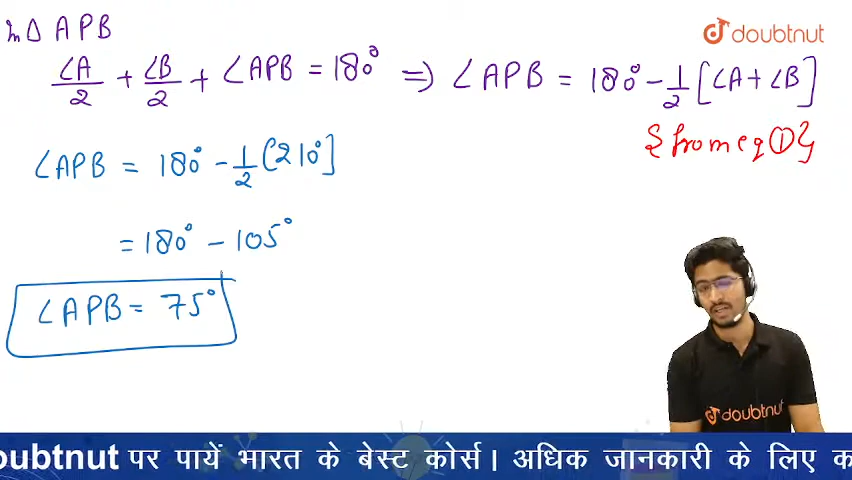 In △ APB
doubtnut
∠A/2 + ∠B/2 + ∠APB = 180° ⇒ ∠APB = 180° - 1/2 [∠A + ∠B]
{from eq ①}
∠APB = 180° - 1/2 (210°]
= 180° - 105°
∠APB = 75°
doubtnut
oubtnut पर पायें भारत के बेस्ट कोर्स। अधिक जानकारी के लिए क